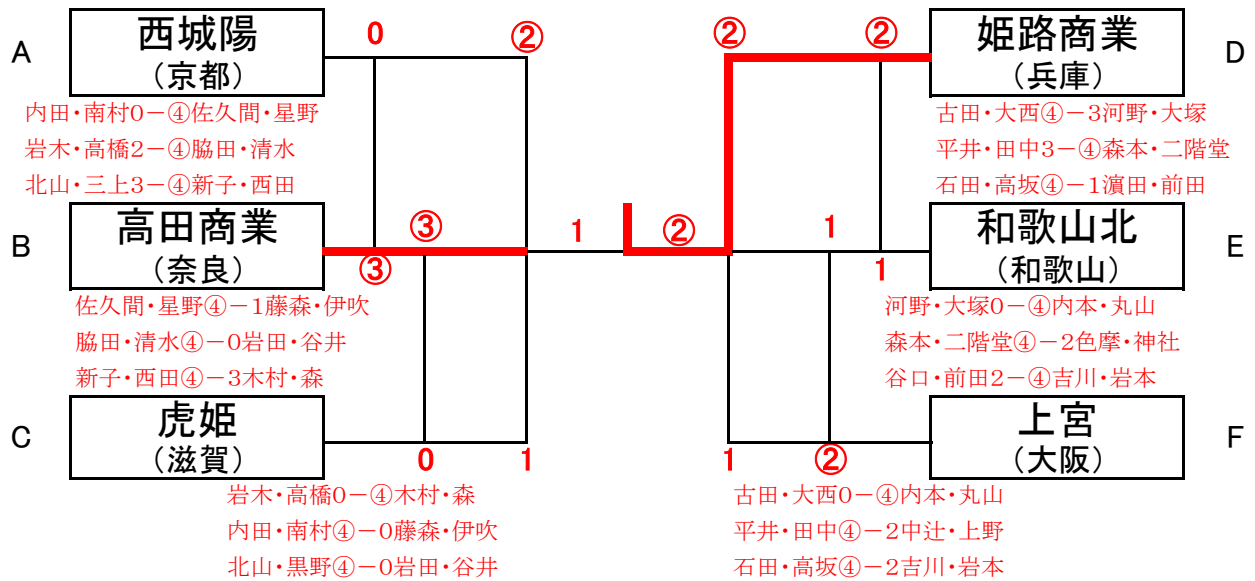 A
西城陽
(京都)
0
②
②
②
姫路商業
(兵庫)
D
内田・南村0－④佐久間・星野
岩木・高橋2－④脇田・清水
北山・三上3－④新子・西田
古田・大西④－3河野・大塚
平井・田中3－④森本・二階堂
石田・高坂④－1濵田・前田
B
高田商業
(奈良)
③
③
1
②
1
1
和歌山北
(和歌山)
E
佐久間・星野④－1藤森・伊吹
脇田・清水④－0岩田・谷井
新子・西田④－3木村・森
河野・大塚0－④内本・丸山
森本・二階堂④－2色摩・神社
谷口・前田2－④吉川・岩本
C
虎姫
(滋賀)
0
1
1
②
上宮
(大阪)
F
岩木・高橋0－④木村・森
内田・南村④－0藤森・伊吹
北山・黒野④－0岩田・谷井
古田・大西0－④内本・丸山
平井・田中④－2中辻・上野
石田・高坂④－2吉川・岩本